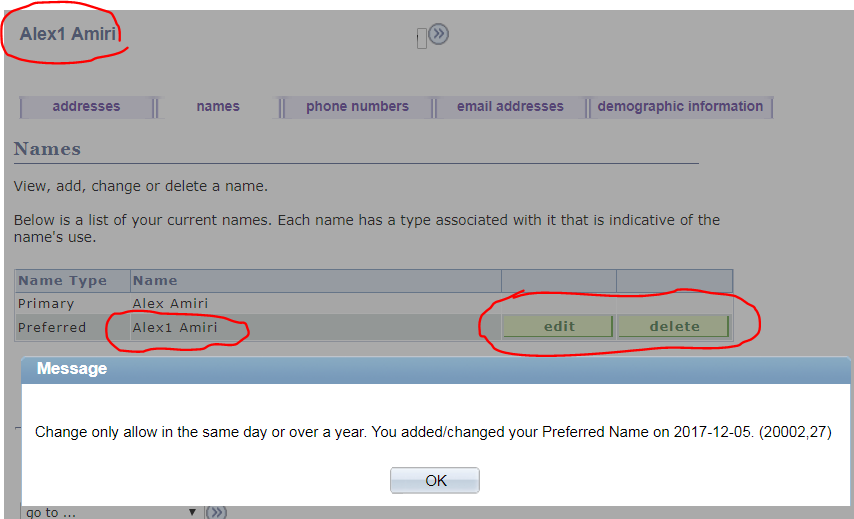 Alex1 Amiri
addresses names phone numbers email addresses demographic information
Names
View, add, change or delete a name.
Below is a list of your current names. Each name has a type associated with it that is indicative of the
name's use.
Name Type Name
Primary Alex Amiri
Preferred Alex1 Amiri edit delete
Message
Change only allow in the same day or over a year. You added/changed your Preferred Name on 2017-12-05. (20002,27)
OK
go to ...